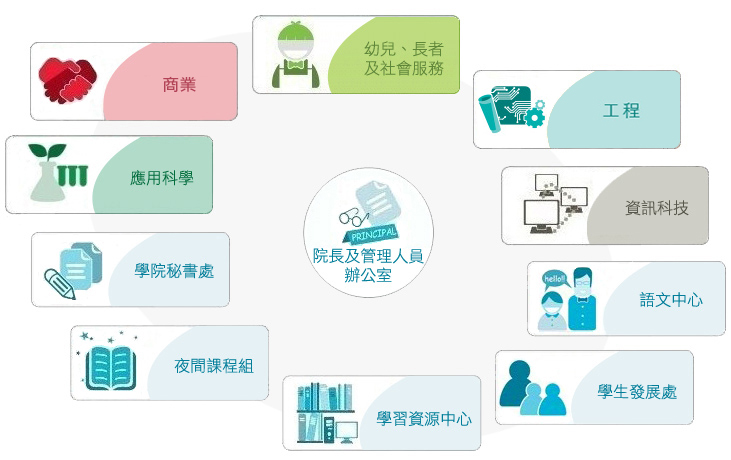 幼兒、長者
及社會服務
商業
工程
應用科學
資訊科技
PRINCIPAL
院長及管理人員
辦公室
學院秘書處
hello!!
語文中心
夜間課程組
學生發展處
學習資源中心